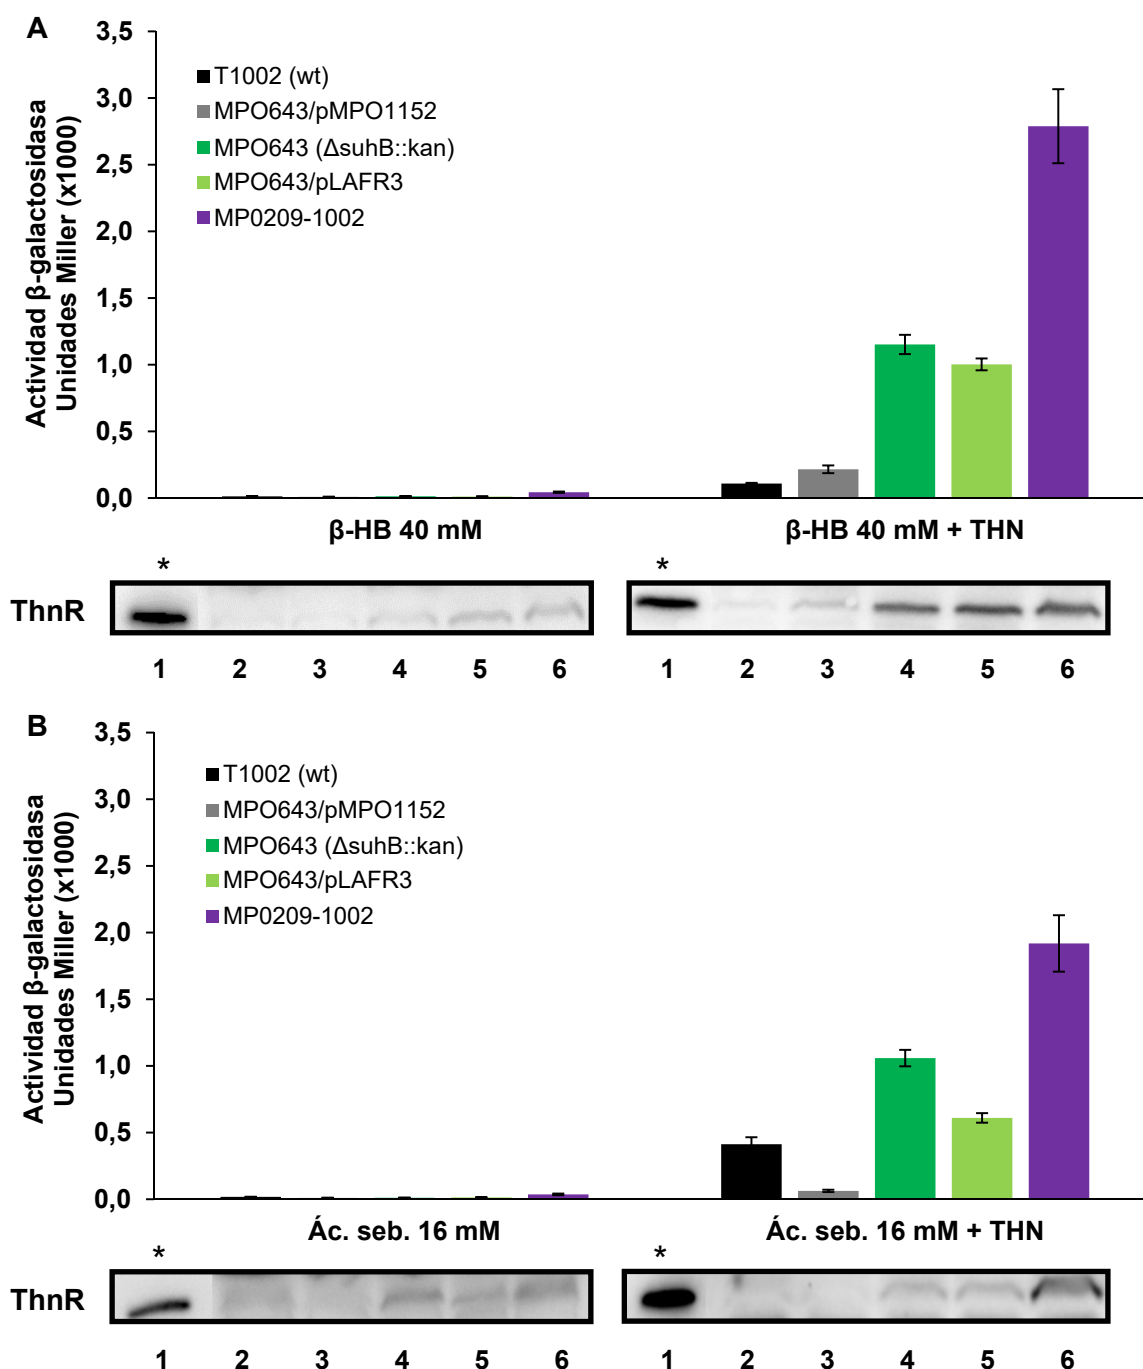 A
3,5
3,0
2,5
2,0
1,5
1,0
0,5
0,0
Actividad β-galactosidasa
Unidades Miller (x1000)
T1002 (wt)
MPO643/pMPO1152
MPO643 (ΔsuhB::kan)
MPO643/pLAFR3
MP0209-1002
β-HB 40 mM
β-HB 40 mM + THN
* *
ThnR
1 2 3 4 5 6 1 2 3 4 5 6
B
3,5
3,0
2,5
2,0
1,5
1,0
0,5
0,0
Actividad β-galactosidasa
Unidades Miller (x1000)
T1002 (wt)
MPO643/pMPO1152
MPO643 (ΔsuhB::kan)
MPO643/pLAFR3
MP0209-1002
Ác. seb. 16 mM
Ác. seb. 16 mM + THN
* *
ThnR
1 2 3 4 5 6 1 2 3 4 5 6